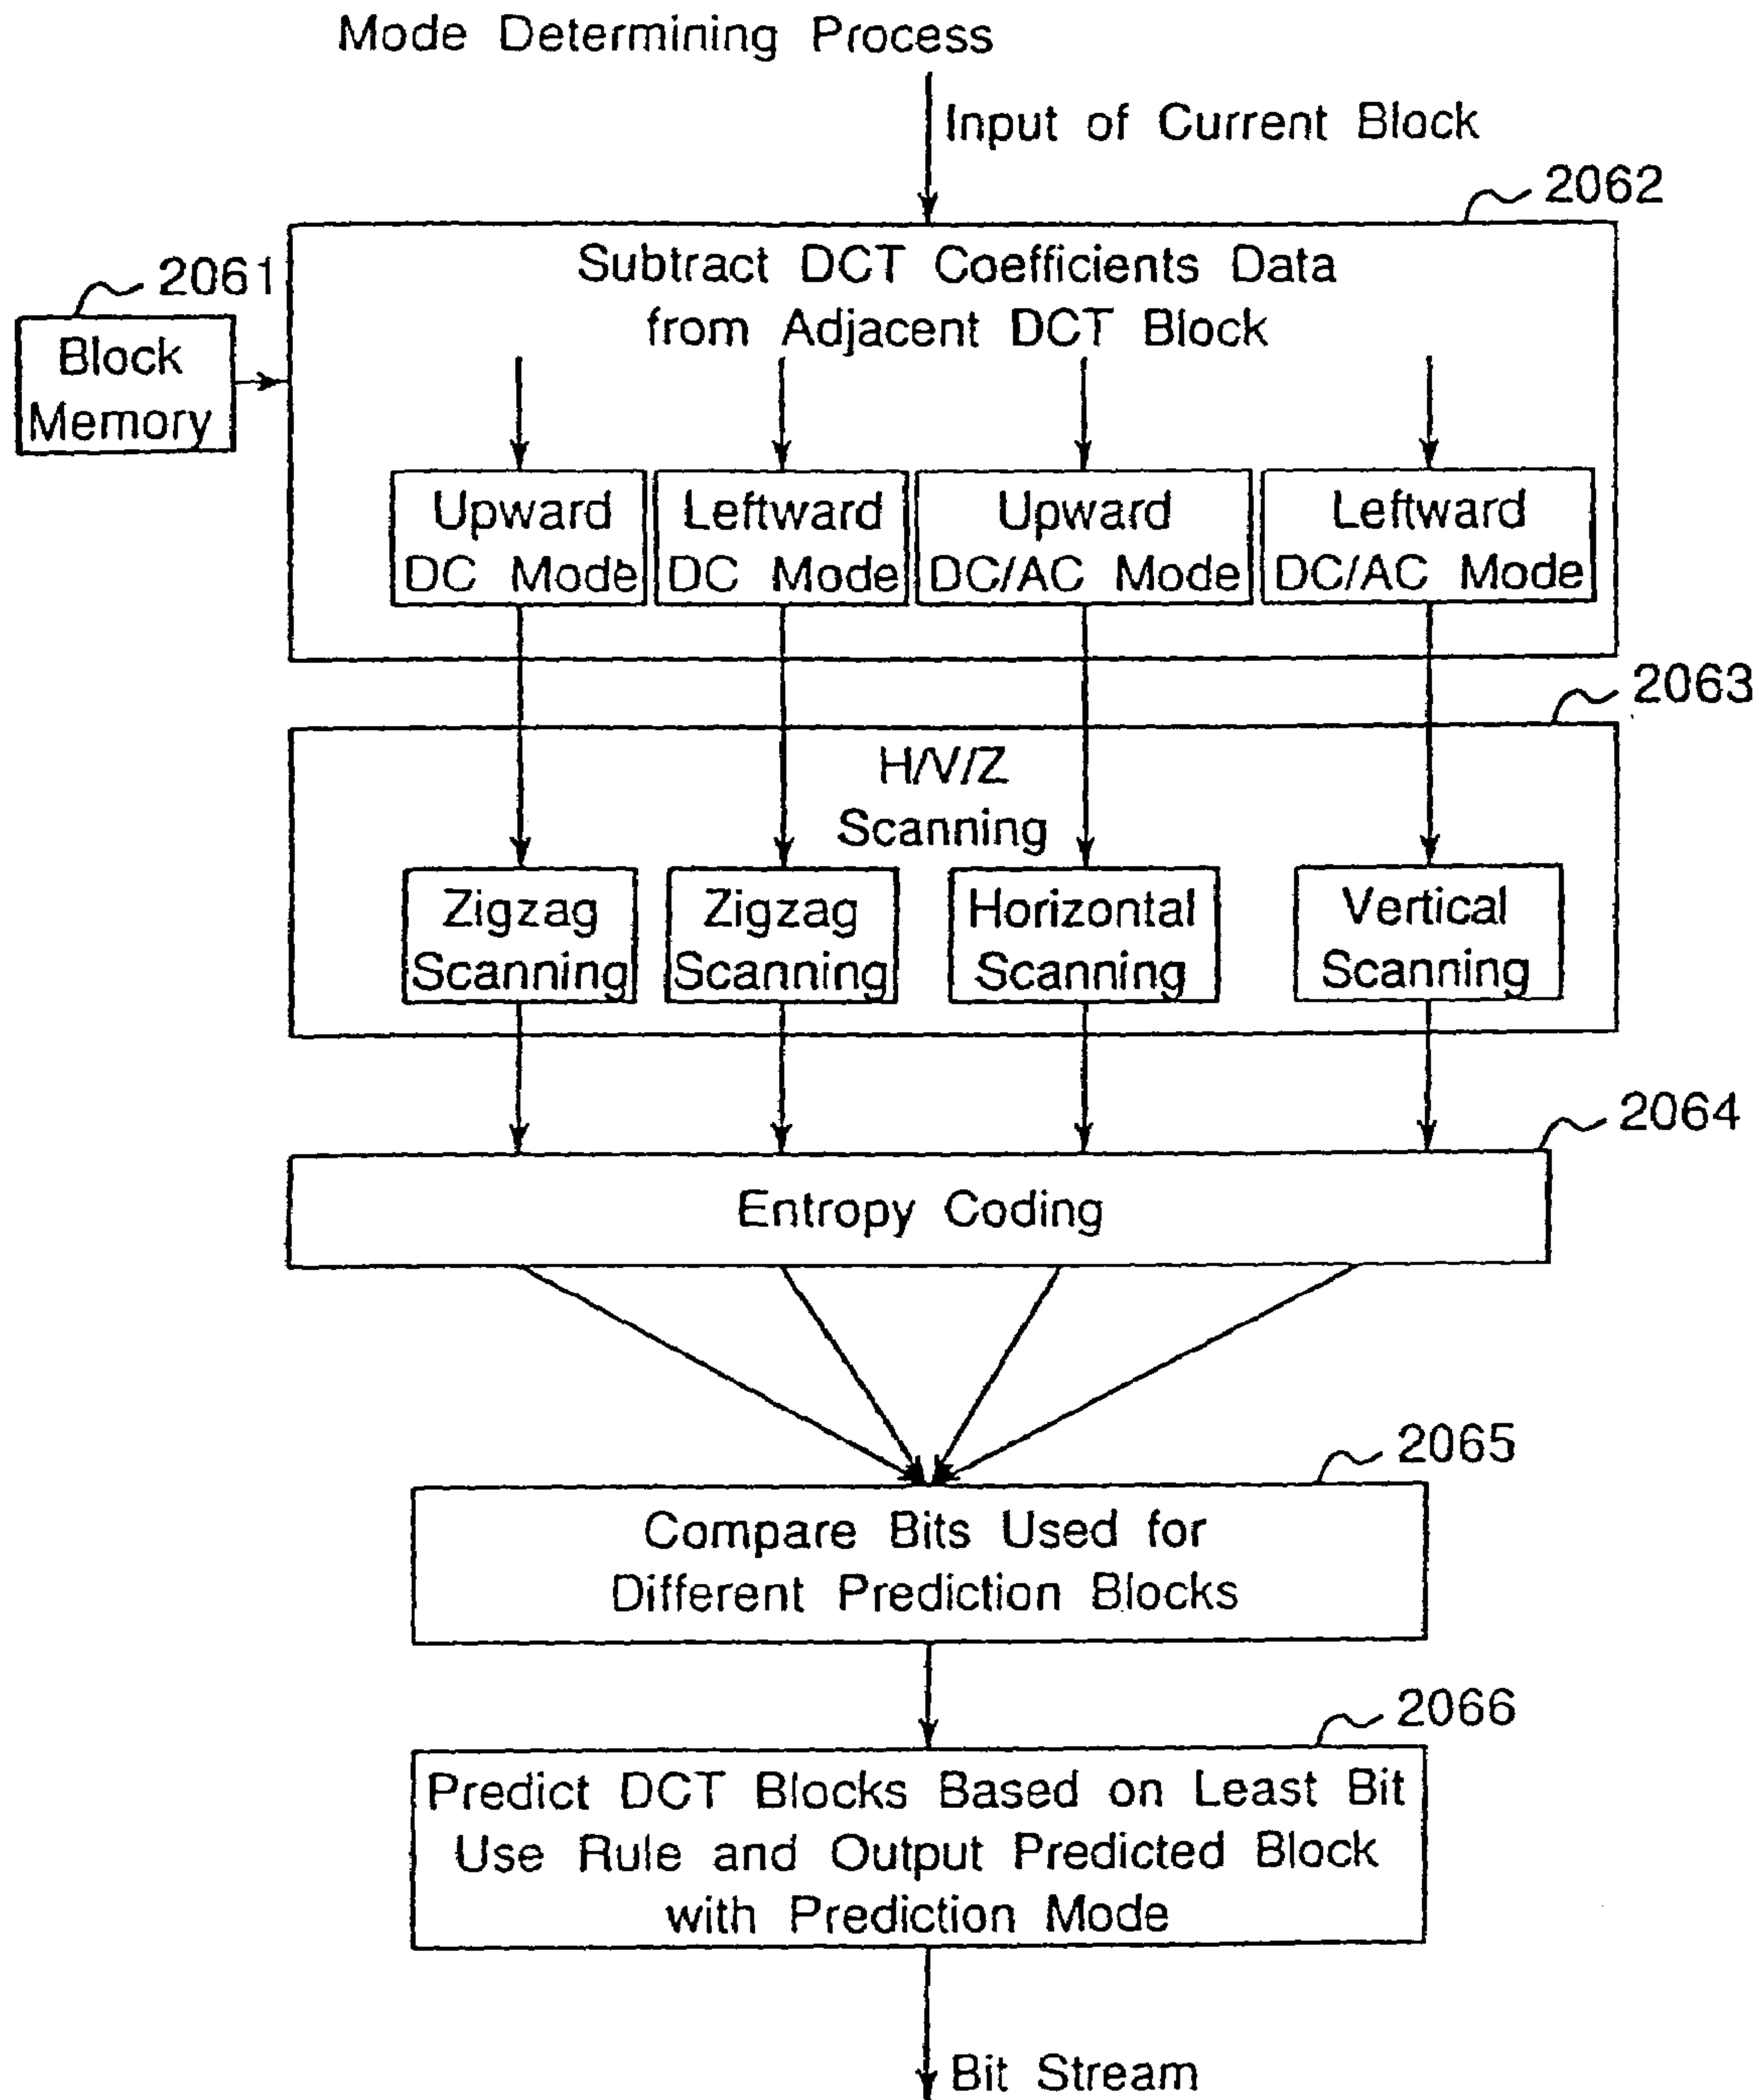 Mode Determining Process
Input of Current Block
2062
Subtract DCT Coefficients Data
from Adjacent DCT Block
2061
Block
Memory
Upward
DC Mode
Leftward
DC Mode
Upward
DC/AC Mode
Leftward
DC/AC Mode
2063
H/V/Z
Scanning
Zigzag
Scanning
Zigzag
Scanning
Horizontal
Scanning
Vertical
Scanning
2064
Entropy Coding
2065
Compare Bits Used for
Different Prediction Blocks
2066
Predict DCT Blocks Based on Least Bit
Use Rule and Output Predicted Block
with Prediction Mode
Bit Stream